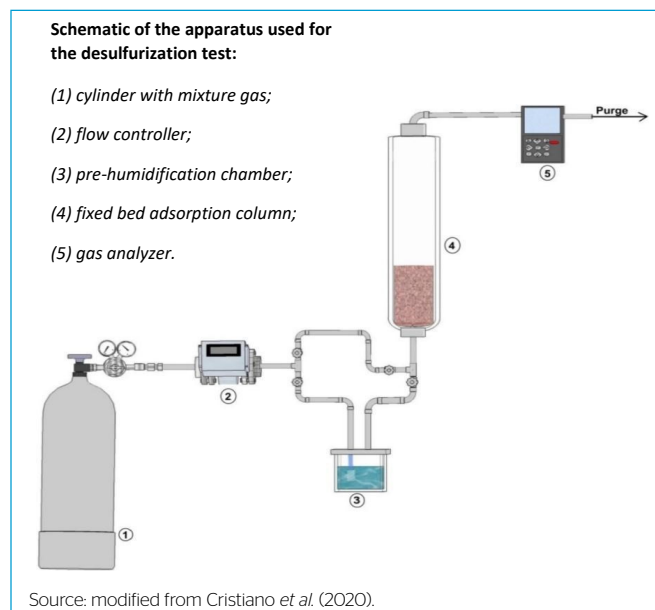 Schematic of the apparatus used for
the desulfurization test:
(1) cylinder with mixture gas;
(2) flow controller;
(3) pre-humidification chamber;
(4) fixed bed adsorption column;
(5) gas analyzer.
Purge
5
4
2
3
1
Source: modified from Cristiano et al. (2020).